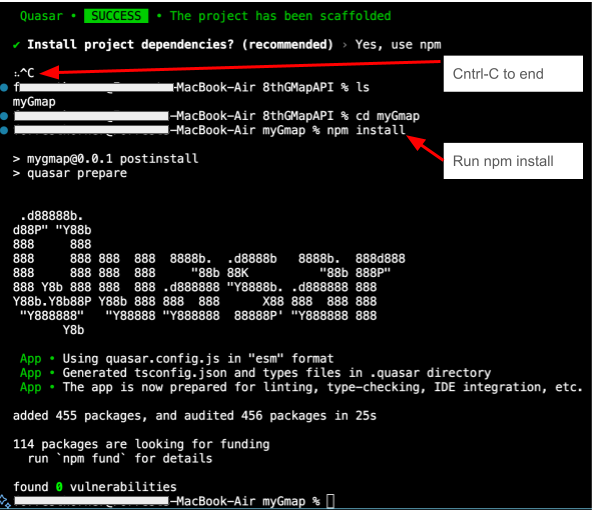 Quasar • SUCCESS • The project has been scaffolded
✔ Install project dependencies? (recommended) › Yes, use npm
⠦^C
Cntrl-C to end
f -MacBook-Air 8thGMapAPI % ls
myGmap
-MacBook-Air 8thGMapAPI % cd myGmap
-MacBook-Air myGmap % npm install
Run npm install
> mygmap@0.0.1 postinstall
> quasar prepare
 .d88888b.
d88P" "Y88b
888     888
888     888 888  888  8888b.  .d8888b   8888b.  888d888
888     888 888  888     "88b 88K          "88b 888P"
888 Y8b 888 888  888 .d888888 "Y8888b. .d888888 888
Y88b.Y8b88P Y88b 888 888  888      X88 888  888 888
 "Y888888"   "Y88888 "Y888888  88888P' "Y888888 888
       Y8b
App • Using quasar.config.js in "esm" format
App • Generated tsconfig.json and types files in .quasar directory
App • The app is now prepared for linting, type-checking, IDE integration, etc.
added 455 packages, and audited 456 packages in 25s
114 packages are looking for funding
run `npm fund` for details
found 0 vulnerabilities
-MacBook-Air myGmap %